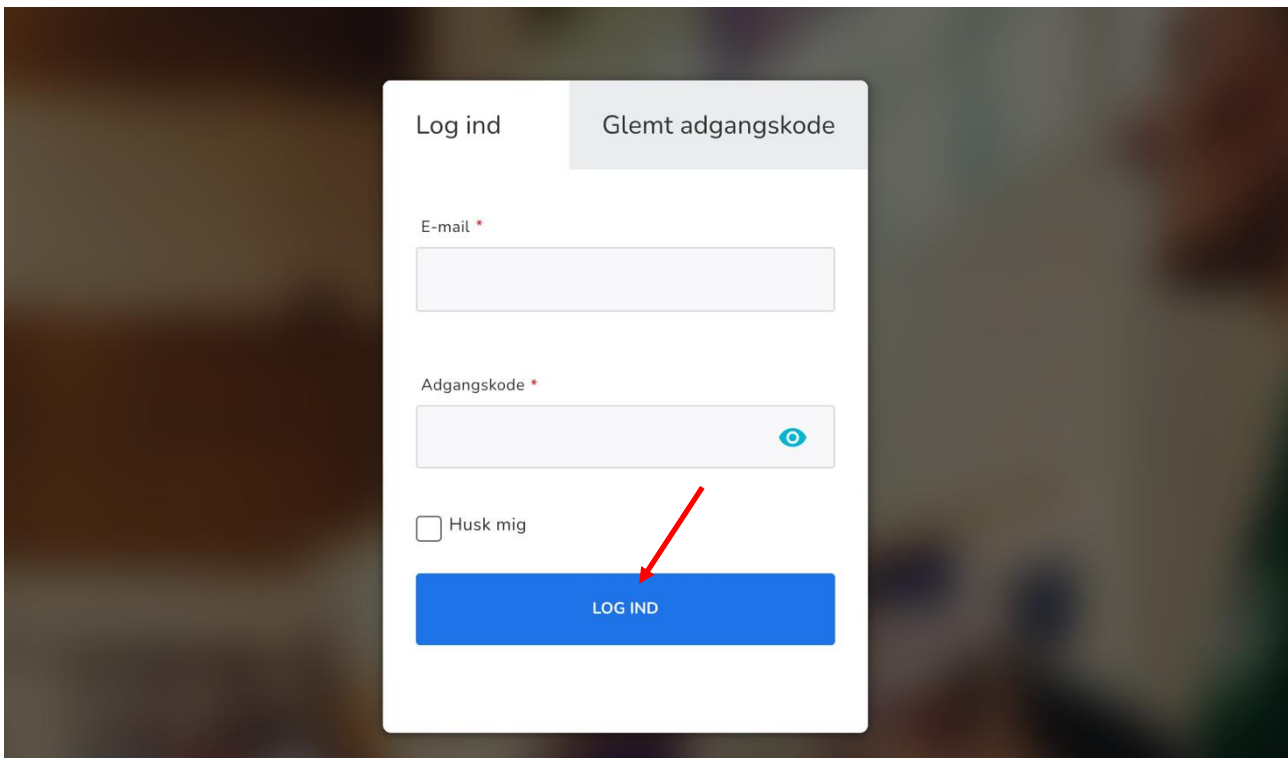 Log ind
Glemt adgangskode
E-mail *
Adgangskode *
Husk mig
LOG IND